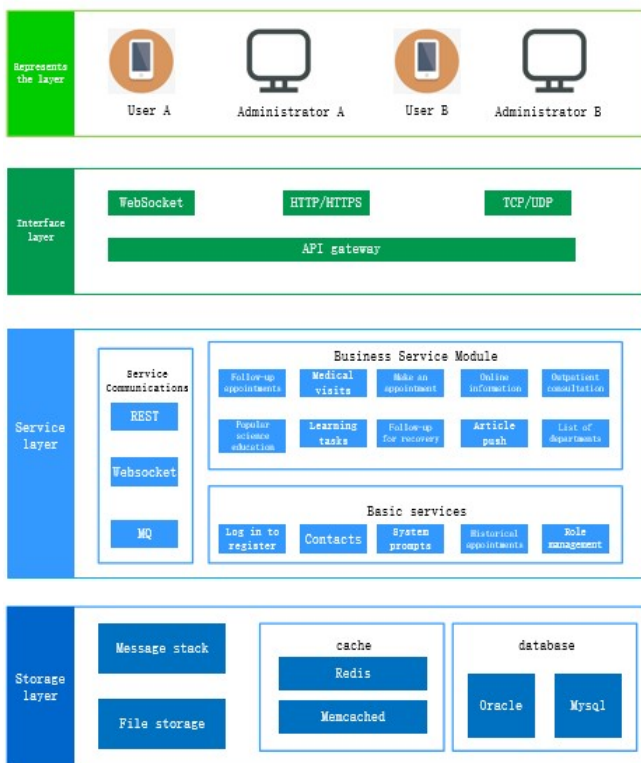 Represents
the layer
User A
Administrator A
User B
Administrator B
Interface
layer
WebSocket
HTTP/HTTPS
TCP/UDP
API gateway
Service
layer
Service
Communications
REST
Websocket
MQ
Business Service Module
Follow-up
appointments
Medical
visits
Make an
appointment
Online
information
Outpatient
consultation
Popular
science
education
Learning
tasks
Follow-up
for recovery
Article
push
List of
departments
Basic services
Log in to
register
Contacts
System
prompts
Historical
appointments
Role
management
Storage
layer
Message stack
File storage
cache
Redis
Memcached
database
Oracle
Mysql